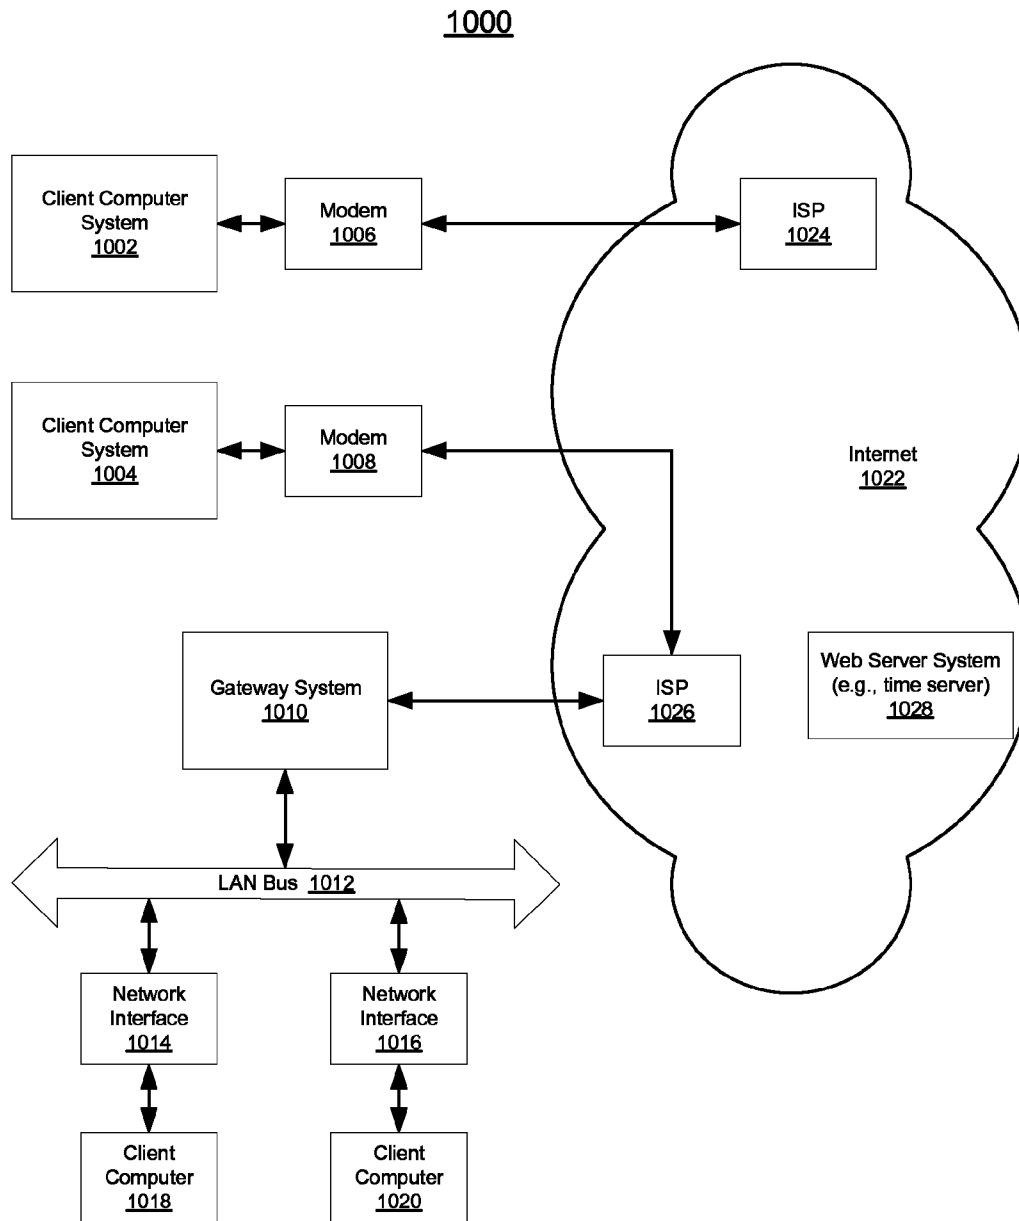 1000
Client Computer
System
1002
Modem
1006
ISP
1024
Client Computer
System
1004
Modem
1008
Internet
1022
Gateway System
1010
ISP
1026
Web Server System
(e.g., time server)
1028
LAN Bus 1012
Network
Interface
1014
Network
Interface
1016
Client
Computer
1018
Client
Computer
1020